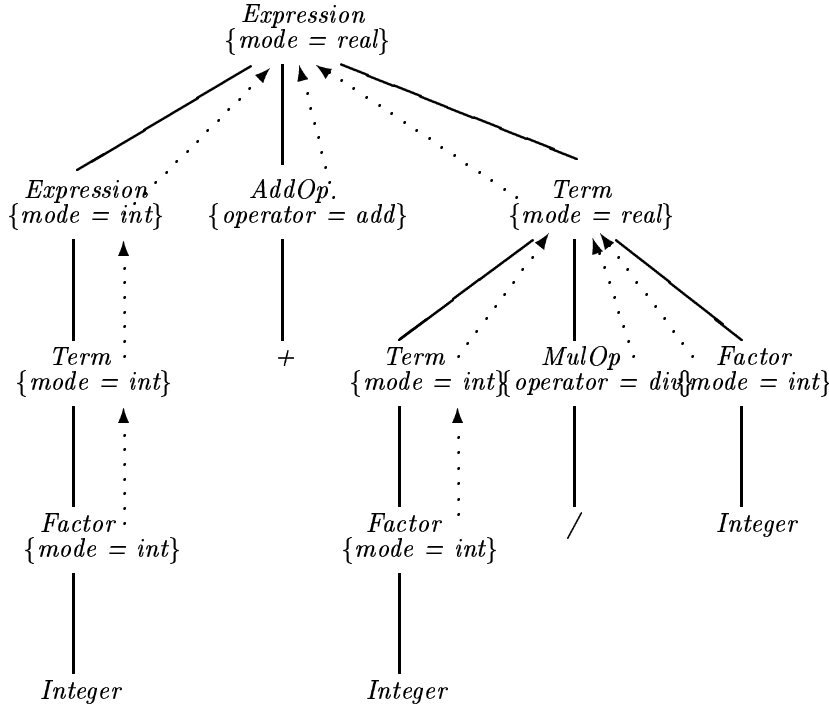 Expression
{mode = real}
Expression
{mode = int}
AddOp
{operator = add}
Term
{mode = real}
Term
{mode = int}
+
Term
{mode = int}
MulOp
{operator = div}
Factor
{mode = int}
Factor
{mode = int}
Factor
{mode = int}
/
Integer
Integer
Integer